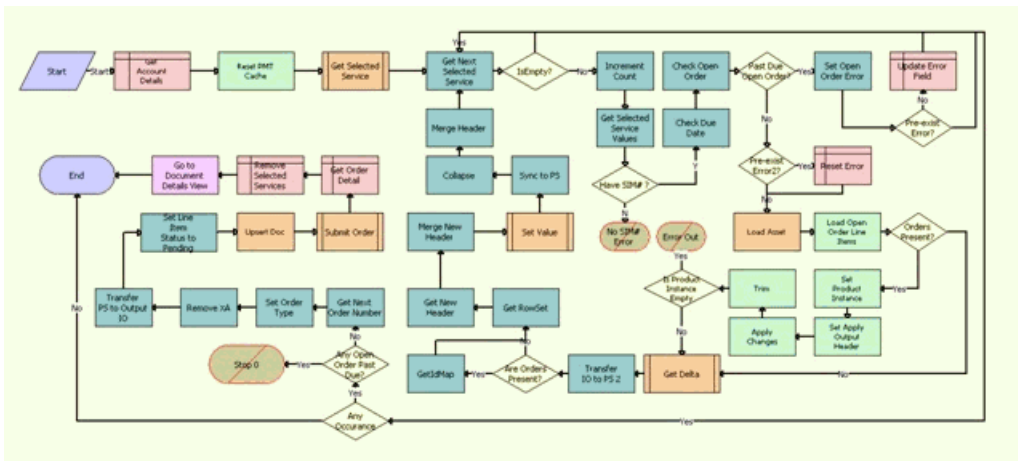 Start
Start
Get
Account
Details
Reset PMT
Cache
Get Selected
Service
Yes
Get Next
Selected
Service
IsEmpty?
No
Increment
Count
Check Open
Order
Past Due
Open Order?
Yes
Set Open
Order Error
Update Error
Field
No
Pre-exist
Error?
Merge Header
Get Selected
Service
Values
Check Due
Date
No
Pre-exist
Error2?
Yes
Reset Error
No
End
Go to
Document
Details View
Remove
Selected
Services
Get Order
Detail
Collapse
Sync to PS
Have SIM# ?
Y
N
Set Line
Item
Status to
Pending
Upsert Doc
Submit Order
Merge New
Header
Set Value
No SIM#
Error
Error Out
Yes
Load Asset
Load Open
Order Line
Items
Orders
Present?
Yes
Transfer
PS to Output
IO
Remove XA
Set Order
Type
Get Next
Order Number
Get New
Header
Get RowSet
Is Product
Instance
Empty
Trim
Set
Product
Instance
No
No
No
No
Apply
Changes
Set Apply
Output
Header
Stop 0
Yes
Any Open
Order Past
Due?
GetIdMap
Yes
Are Orders
Present?
Transfer
IO to PS 2
Get Delta
No
Yes
Any
Occurance
Yes